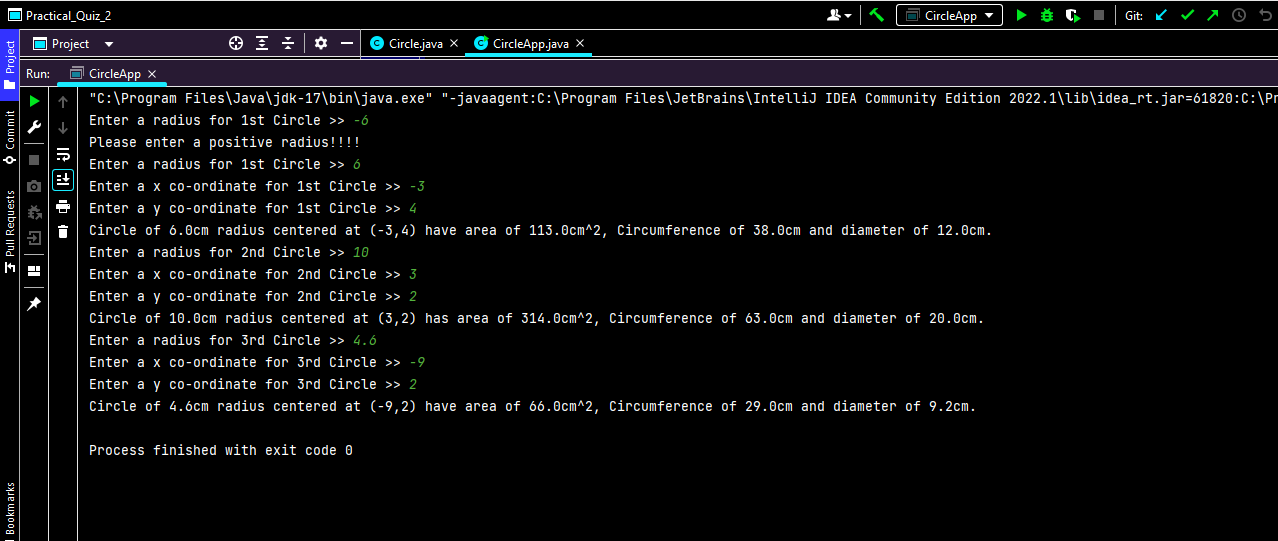 Practical_Quiz_2
CircleApp
Git:
Project
Project
Circle.java
CircleApp.java
Run:
CircleApp
"C:\Program Files\Java\jdk-17\bin\java.exe" "-javaagent:C:\Program Files\JetBrains\IntelliJ IDEA Community Edition 2022.1\lib\idea_rt.jar=61820:C:\Pr
Enter a radius for 1st Circle >> -6
Please enter a positive radius!!!!
Enter a radius for 1st Circle >> 6
Enter a x co-ordinate for 1st Circle >> -3
Enter a y co-ordinate for 1st Circle >> 4
Circle of 6.0cm radius centered at (-3,4) have area of 113.0cm^2, Circumference of 38.0cm and diameter of 12.0cm.
Enter a radius for 2nd Circle >> 10
Enter a x co-ordinate for 2nd Circle >> 3
Enter a y co-ordinate for 2nd Circle >> 2
Circle of 10.0cm radius centered at (3,2) has area of 314.0cm^2, Circumference of 63.0cm and diameter of 20.0cm.
Enter a radius for 3rd Circle >> 4.6
Enter a x co-ordinate for 3rd Circle >> -9
Enter a y co-ordinate for 3rd Circle >> 2
Circle of 4.6cm radius centered at (-9,2) have area of 66.0cm^2, Circumference of 29.0cm and diameter of 9.2cm.
Process finished with exit code 0
Commit
Pull Requests
Bookmarks